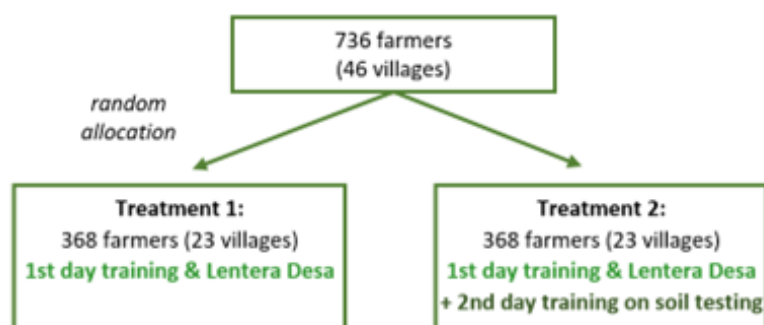 736 farmers
(46 villages)
random
allocation
Treatment 1:
368 farmers (23 villages)
1st day training & Lentera Desa
Treatment 2:
368 farmers (23 villages)
1st day training & Lentera Desa
+ 2nd day training on soil testing